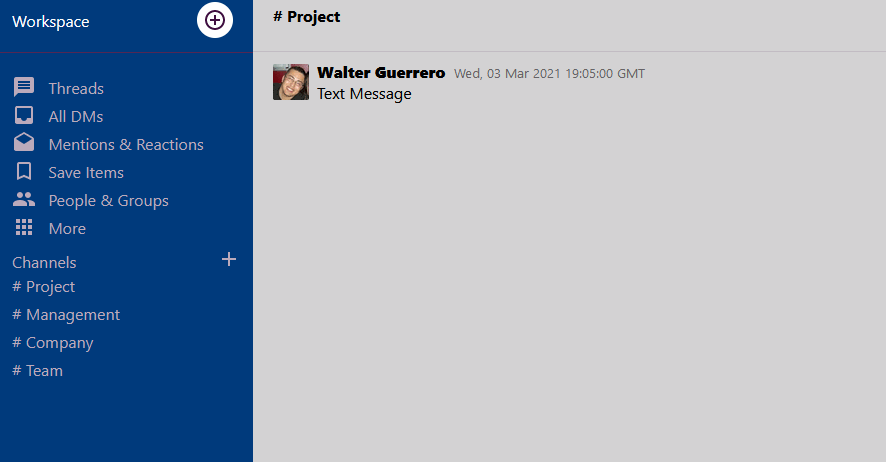 Workspace
Threads
All DMs
Mentions & Reactions
Save Items
People & Groups
More
Channels
# Project
# Management
# Company
# Team
# Project
Walter Guerrero Wed, 03 Mar 2021 19:05:00 GMT
Text Message